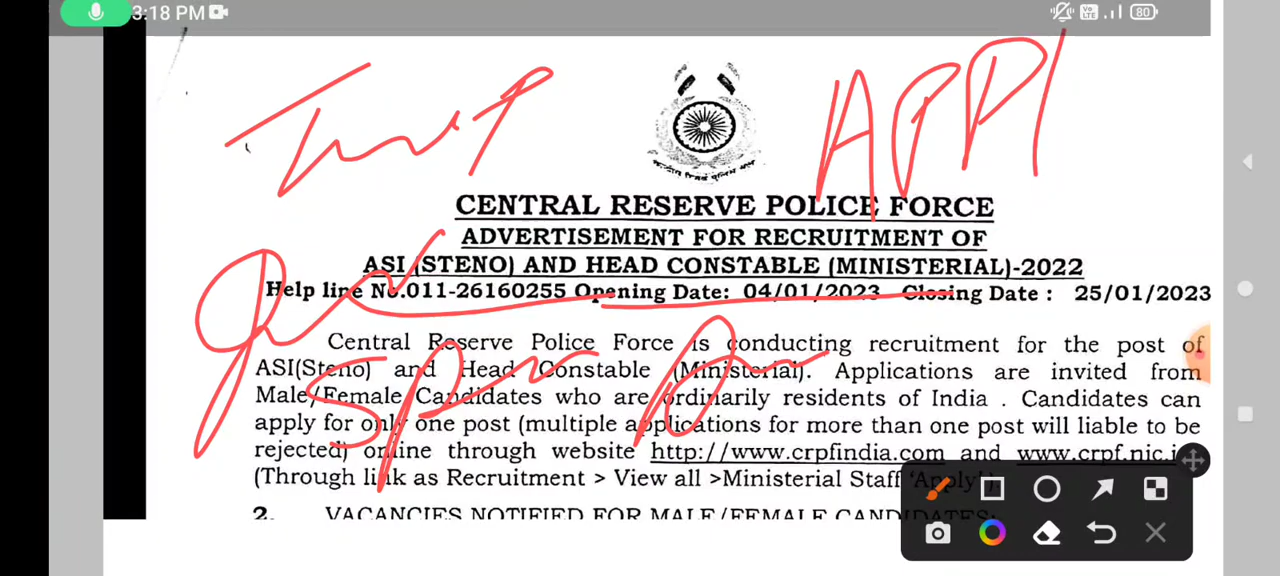 3:18 PM
Vo LTE 80
CENTRAL RESERVE POLICE FORCE
ADVERTISEMENT FOR RECRUITMENT OF
ASI (STENO) AND HEAD CONSTABLE (MINISTERIAL)-2022
Help line No.011-26160255 Opening Date: 04/01/2023 Closing Date : 25/01/2023
Central Reserve Police Force is conducting recruitment for the post of
ASI(Steno) and Head Constable (Ministerial). Applications are invited from
Male/Female Candidates who are ordinarily residents of India . Candidates can
apply for only one post (multiple applications for more than one post will liable to be
rejected) online through website http://www.crpfindia.com and www.crpf.nic.i
(Through link as Recruitment > View all >Ministerial Staff 'Apply')
2. VACANCIES NOTIFIED FOR MALE/FEMALE CANDIDATES: